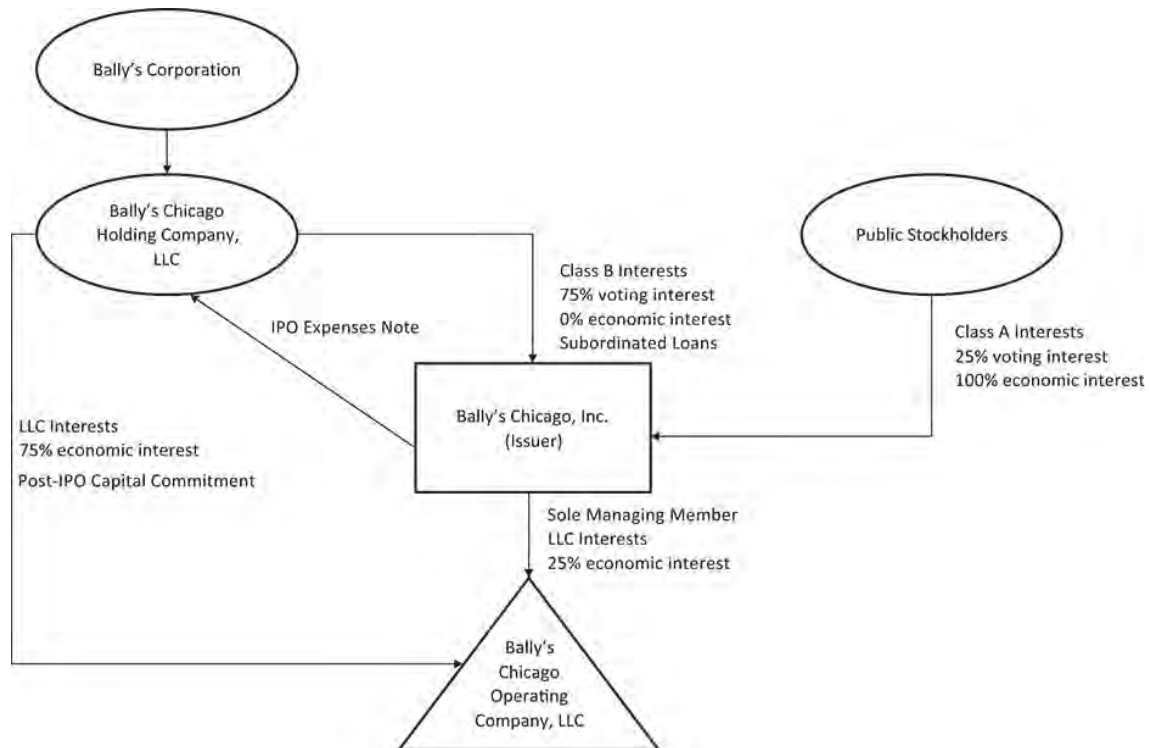 Bally's Corporation
Bally's Chicago
Holding Company,
LLC
Public Stockholders
Class B Interests
75% voting interest
0% economic interest
Subordinated Loans
IPO Expenses Note
Class A Interests
25% voting interest
100% economic interest
Bally's Chicago, Inc.
(Issuer)
LLC Interests
75% economic interest
Post-IPO Capital Commitment
Sole Managing Member
LLC Interests
25% economic interest
Bally's
Chicago
Operating
Company, LLC